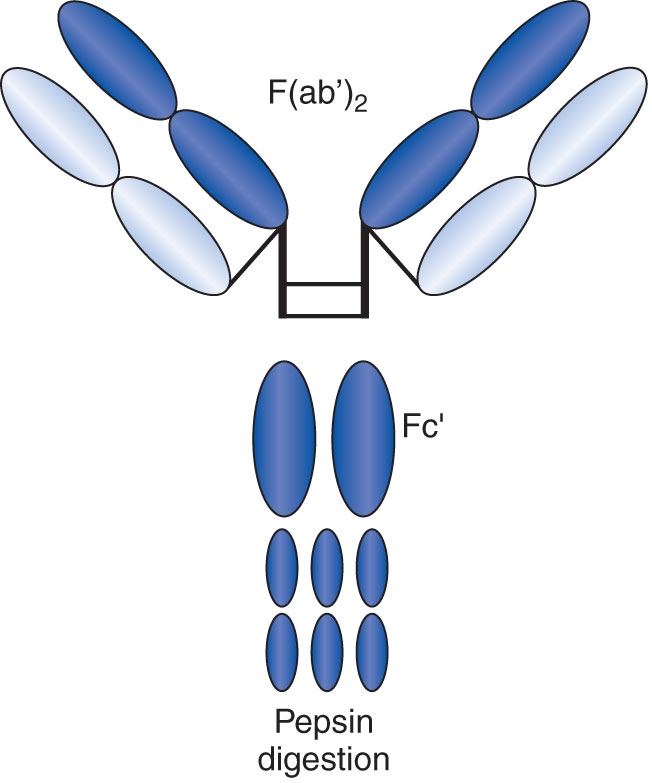 F(ab’)₂
Fc'
Pepsin
digestion